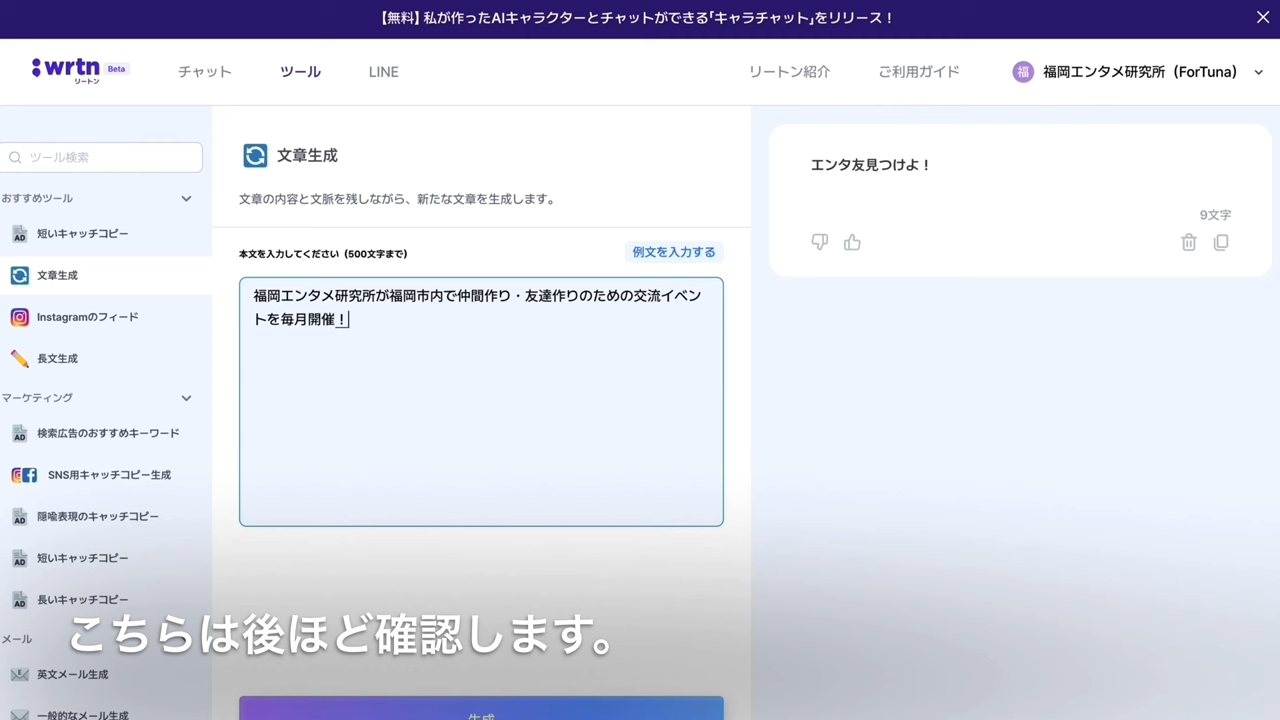 【無料】私が作ったAIキャラクターとチャットができる｢キャラチャット｣をリリース！
wrtn Beta
リートン
チャット
ツール
LINE
リートン紹介
ご利用ガイド
福 福岡エンタメ研究所（ForTuna）
ツール検索
おすすめツール
AD 短いキャッチコピー
文章生成
Instagramのフィード
長文生成
マーケティング
AD 検索広告のおすすめキーワード
SNS用キャッチコピー生成
AD 隠喩表現のキャッチコピー
AD 短いキャッチコピー
AD 長いキャッチコピー
メール
英文メール生成
一般的なメール生成
文章生成
文章の内容と文脈を残しながら、新たな文章を生成します。
本文を入力してください（500文字まで）
例文を入力する
福岡エンタメ研究所が福岡市内で仲間作り・友達作りのための交流イベン
トを毎月開催！
生成
エンタ友見つけよ！
9文字
こちらは後ほど確認します。